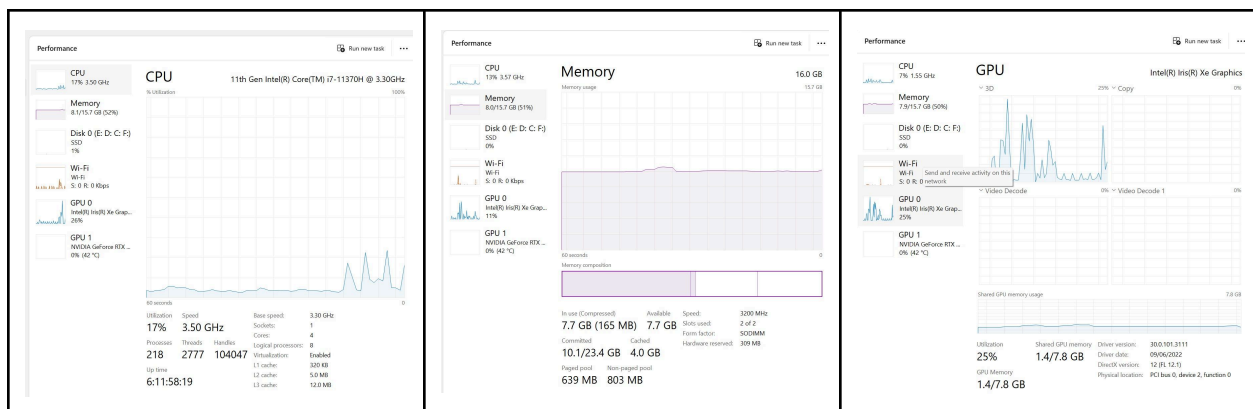 Performance
Run new task
CPU
17% 3.50 GHz
Memory
8.1/15.7 GB (52%)
Disk 0 (E: D: C: F:)
SSD
1%
Wi-Fi
Wi-Fi
S: 0 R: 0 Kbps
GPU 0
Intel(R) Iris(R) Xe Grap...
26%
GPU 1
NVIDIA GeForce RTX ...
0% (42 °C)
CPU
11th Gen Intel(R) Core(TM) i7-11370H @ 3.30GHz
% Utilization 100%
60 seconds 0
Utilization Speed
17% 3.50 GHz
Processes Threads Handles
218 2777 104047
Up time
6:11:58:19
Base speed: 3.30 GHz
Sockets: 1
Cores: 4
Logical processors: 8
Virtualization: Enabled
L1 cache: 320 KB
L2 cache: 5.0 MB
L3 cache: 12.0 MB
Performance
Run new task
CPU
13% 3.57 GHz
Memory
8.0/15.7 GB (51%)
Disk 0 (E: D: C: F:)
SSD
0%
Wi-Fi
Wi-Fi
S: 0 R: 0 Kbps
GPU 0
Intel(R) Iris(R) Xe Grap...
11%
GPU 1
NVIDIA GeForce RTX ...
0% (42 °C)
Memory 16.0 GB
Memory usage 15.7 GB
60 seconds 0
Memory composition
In use (Compressed) Available
7.7 GB (165 MB) 7.7 GB
Committed Cached
10.1/23.4 GB 4.0 GB
Paged pool Non-paged pool
639 MB 803 MB
Speed: 3200 MHz
Slots used: 2 of 2
Form factor: SODIMM
Hardware reserved: 309 MB
Performance
Run new task
CPU
7% 1.55 GHz
Memory
7.9/15.7 GB (50%)
Disk 0 (E: D: C: F:)
SSD
0%
Wi-Fi
Wi-Fi
S: 0 R: 0
Send and receive activity on this network
GPU 0
Intel(R) Iris(R) Xe Grap...
25%
GPU 1
NVIDIA GeForce RTX ...
0% (42 °C)
GPU Intel(R) Iris(R) Xe Graphics
3D 25% Copy 0%
Video Decode 0% Video Decode 1 0%
Shared GPU memory usage 7.8 GB
Utilization Shared GPU memory
25% 1.4/7.8 GB
GPU Memory
1.4/7.8 GB
Driver version: 30.0.101.3111
Driver date: 09/06/2022
DirectX version: 12 (FL 12.1)
Physical location: PCI bus 0, device 2, function 0